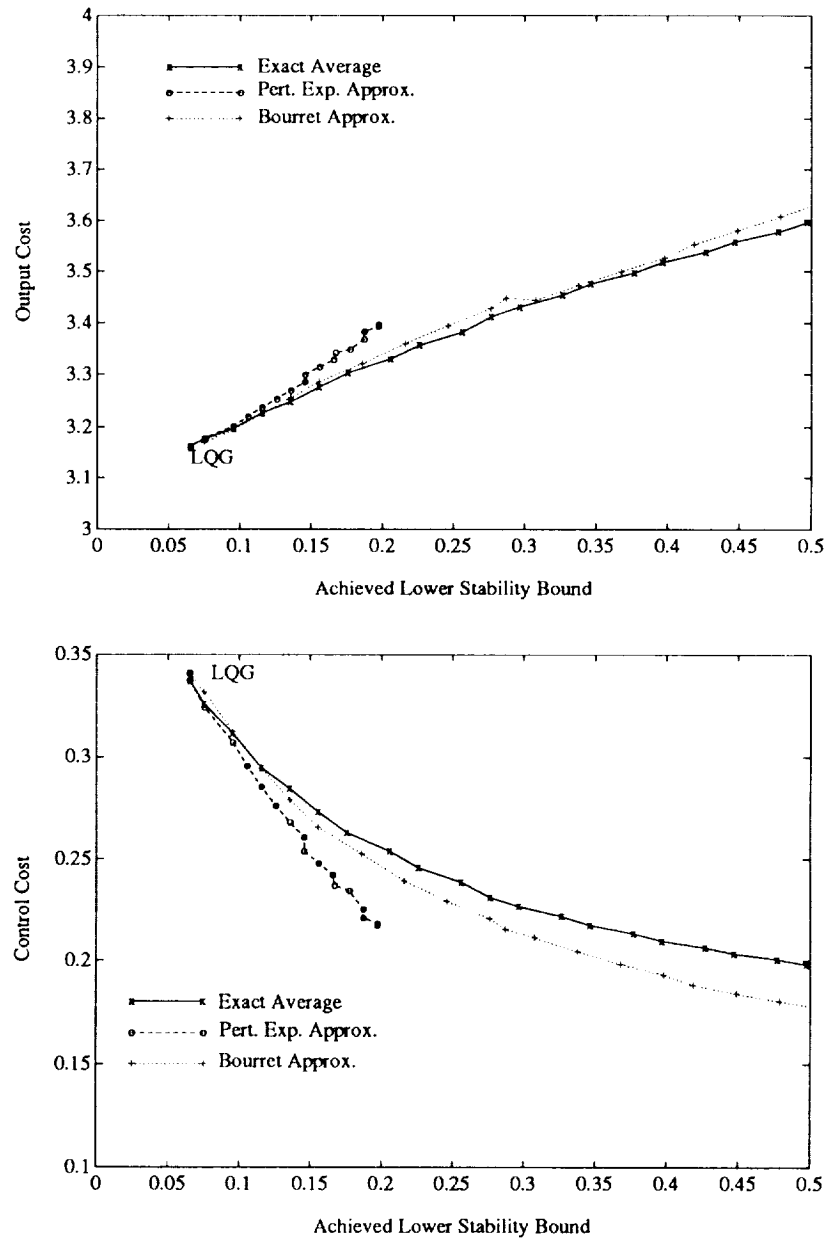 4
3.9
3.8
3.7
3.6
3.5
3.4
3.3
3.2
3.1
3
Output Cost
Exact Average
Pert. Exp. Approx.
Bourret Approx.
LQG
0 0.05 0.1 0.15 0.2 0.25 0.3 0.35 0.4 0.45 0.5
Achieved Lower Stability Bound
0.35
0.3
0.25
0.2
0.15
0.1
Control Cost
LQG
Exact Average
Pert. Exp. Approx.
Bourret Approx.
0 0.05 0.1 0.15 0.2 0.25 0.3 0.35 0.4 0.45 0.5
Achieved Lower Stability Bound